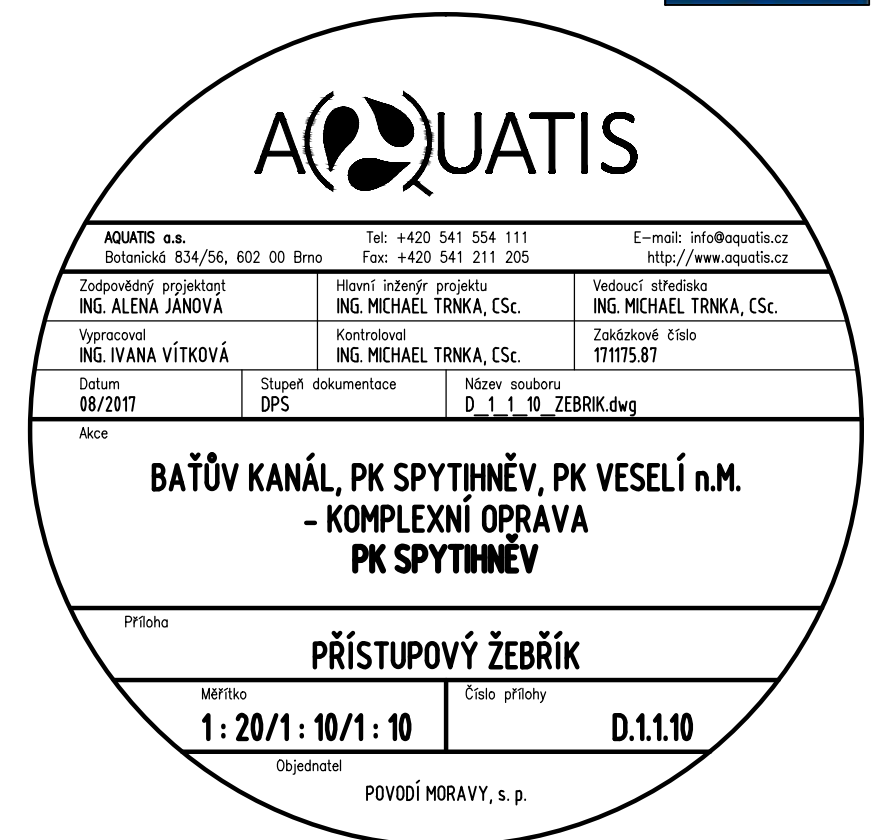 AQUATIS
AQUATIS a.s. Tel: +420 541 554 111 E-mail: info@aquatis.cz
Botanická 834/56, 602 00 Brno Fax: +420 541 211 205 http://www.aquatis.cz
Zodpovědný projektant Hlavní inženýr projektu Vedoucí střediska
ING. ALENA JÁNOVÁ ING. MICHAEL TRNKA, CSc. ING. MICHAEL TRNKA, CSc.
Vypracoval Kontroloval Zakázkové číslo
ING. IVANA VÍTKOVÁ ING. MICHAEL TRNKA, CSc. 171175.87
Datum Stupeň dokumentace Název souboru
08/2017 DPS D_1_1_10_ZEBRIK.dwg
Akce
BAŤŮV KANÁL, PK SPYTIHNĚV, PK VESELÍ n.M.
- KOMPLEXNÍ OPRAVA
PK SPYTIHNĚV
Příloha
PŘÍSTUPOVÝ ŽEBŘÍK
Měřítko Číslo přílohy
1 : 20/1 : 10/1 : 10 D.1.1.10
Objednatel
POVODÍ MORAVY, s. p.